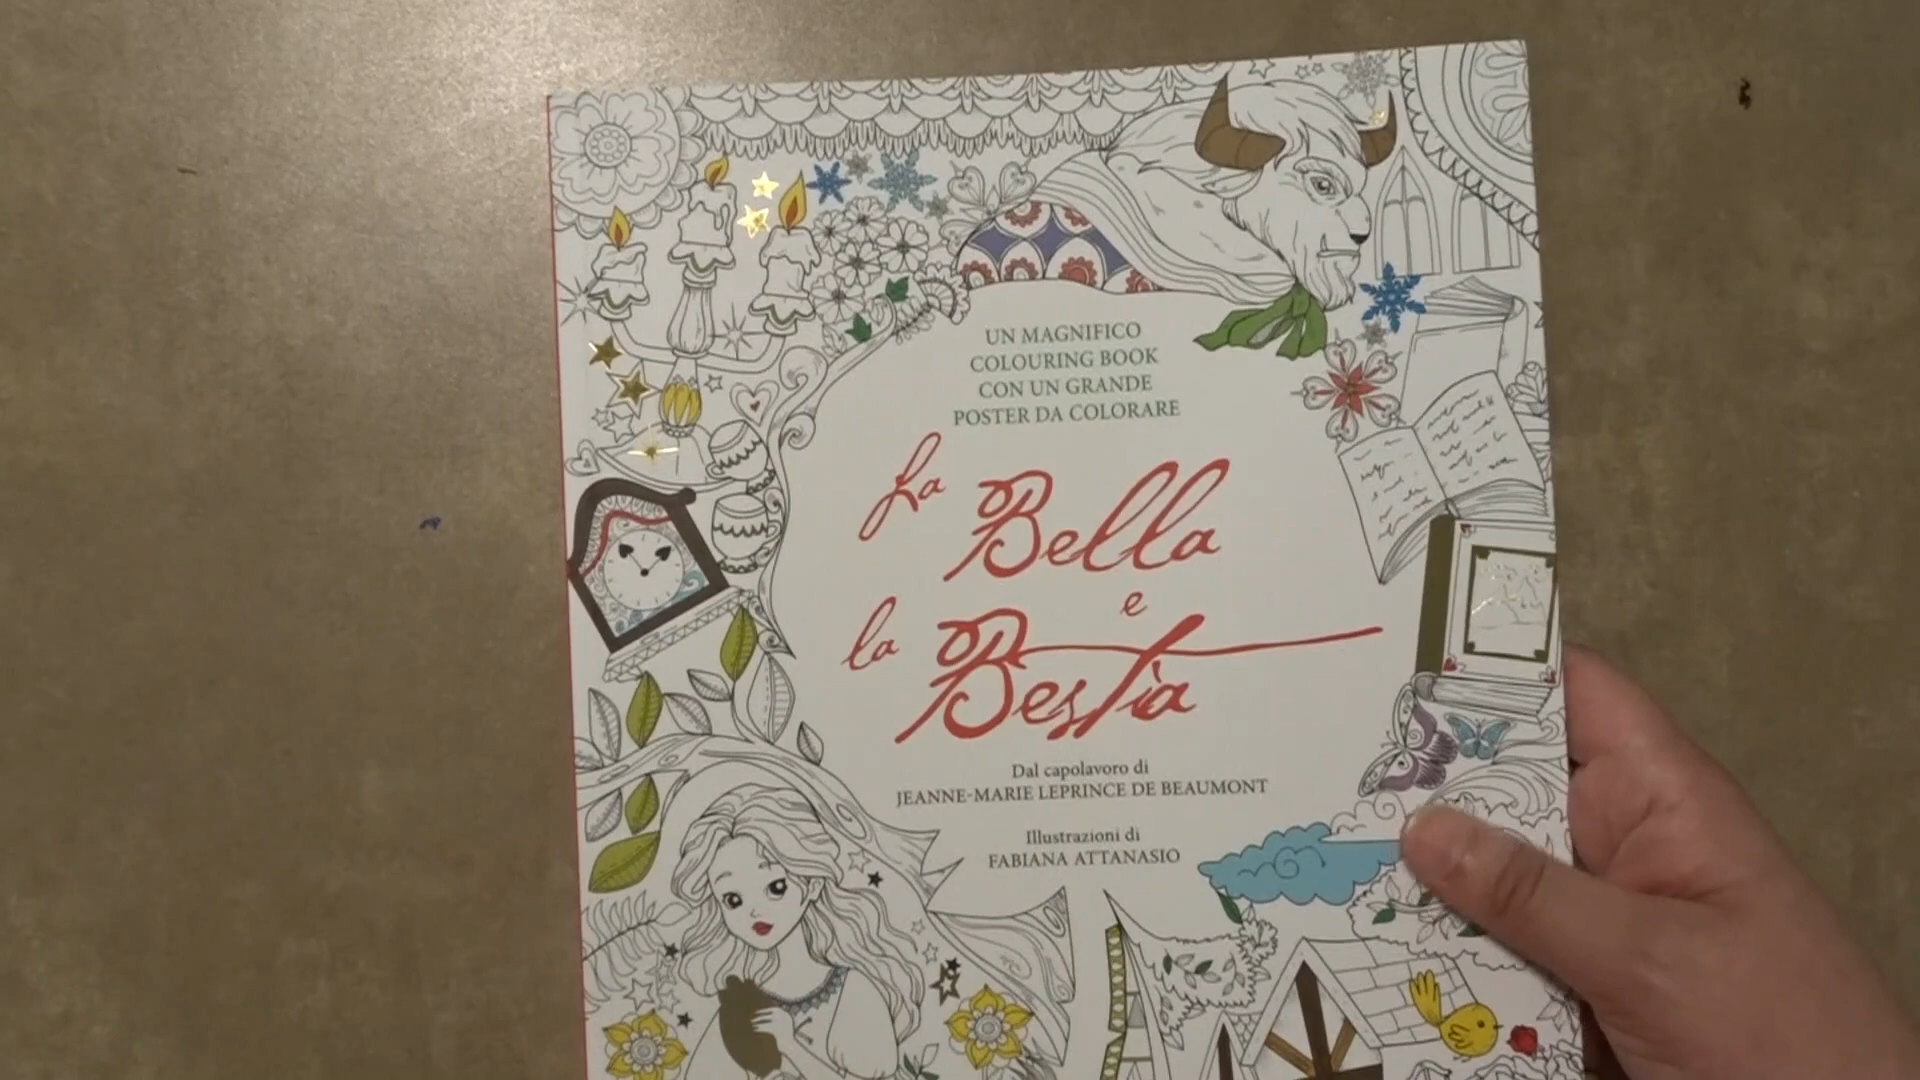 UN MAGNIFICO
COLOURING BOOK
CON UN GRANDE
POSTER DA COLORARE
La
Bella
e
la
Bestia
Dal capolavoro di
JEANNE-MARIE LEPRINCE DE BEAUMONT
Illustrazioni di
FABIANA ATTANASIO